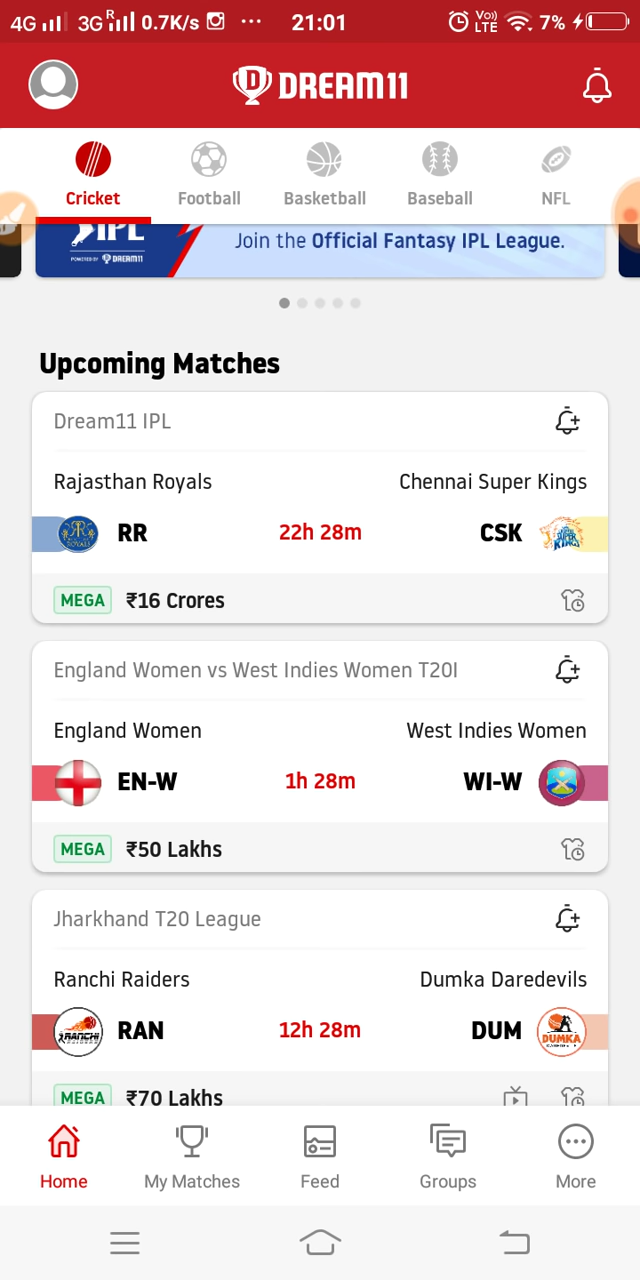 4G 3G R 0.7K/s ... 21:01 Vo) LTE 7%
DREAM11
Cricket Football Basketball Baseball NFL
IPL
POWERED BY DREAM11
Join the Official Fantasy IPL League.
Upcoming Matches
Dream11 IPL
Rajasthan Royals Chennai Super Kings
RR 22h 28m CSK
MEGA ₹16 Crores
England Women vs West Indies Women T20I
England Women West Indies Women
EN-W 1h 28m WI-W
MEGA ₹50 Lakhs
Jharkhand T20 League
Ranchi Raiders Dumka Daredevils
RAN 12h 28m DUM
MEGA ₹70 Lakhs
Home My Matches Feed Groups More